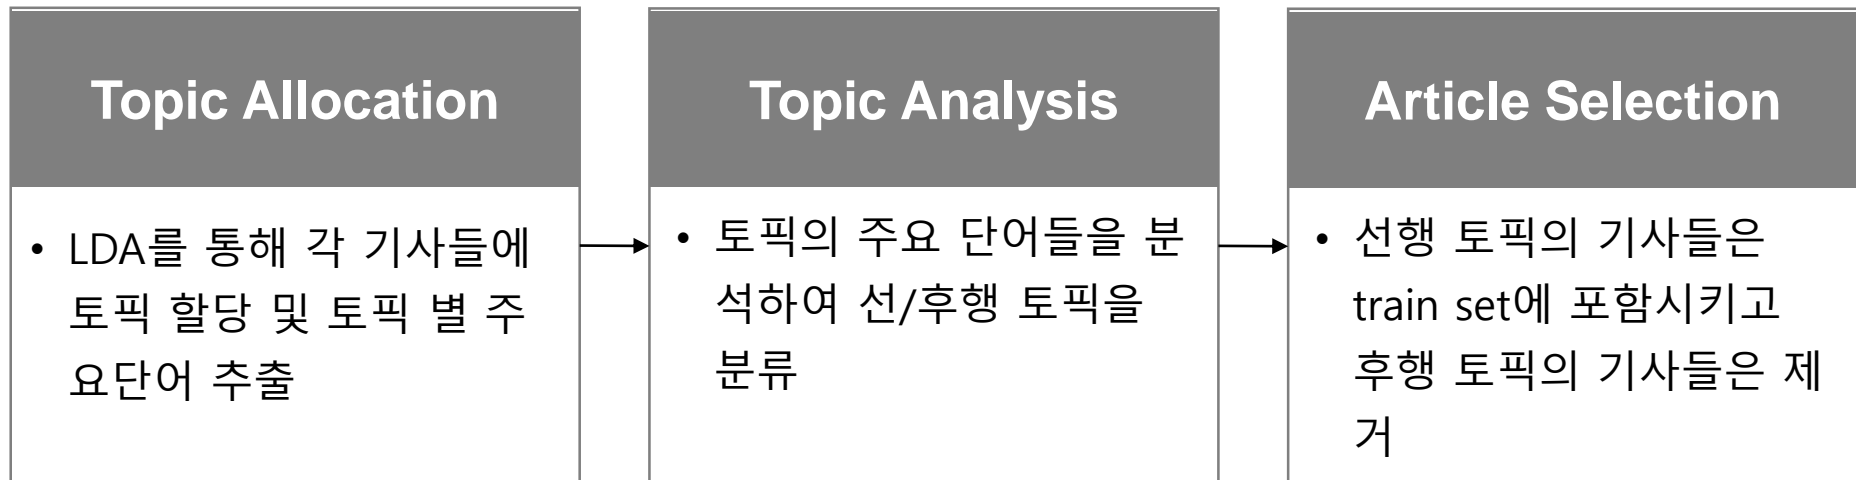 Topic Allocation
• LDA를 통해 각 기사들에
토픽 할당 및 토픽 별 주
요단어 추출
Topic Analysis
• 토픽의 주요 단어들을 분
석하여 선/후행 토픽을
분류
Article Selection
• 선행 토픽의 기사들은
train set에 포함시키고
후행 토픽의 기사들은 제
거